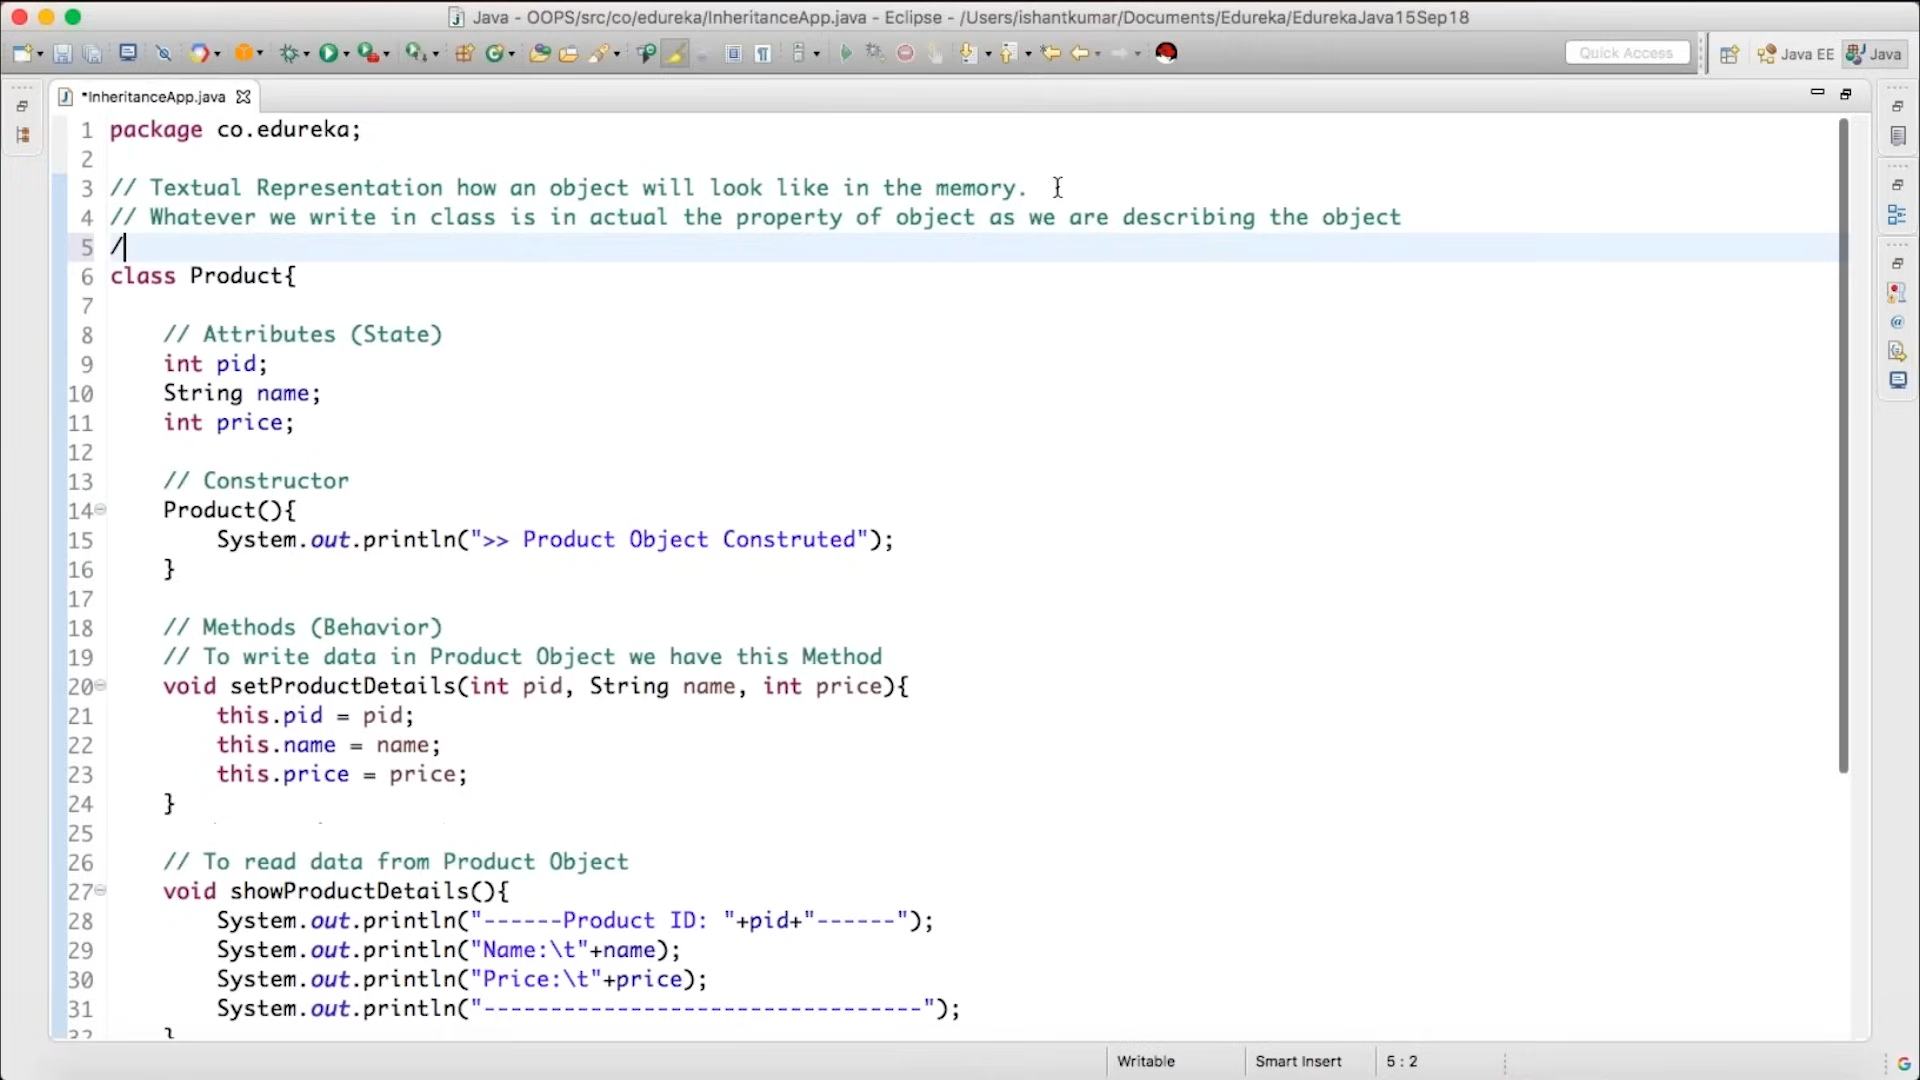 Java - OOPS/src/co/edureka/InheritanceApp.java - Eclipse - /Users/ishantkumar/Documents/Edureka/EdurekaJava15Sep18
Quick Access
Java EE
Java
*InheritanceApp.java
1 package co.edureka;
2
3 // Textual Representation how an object will look like in the memory.
4 // Whatever we write in class is in actual the property of object as we are describing the object
5 /
6 class Product{
7
8 // Attributes (State)
9 int pid;
10 String name;
11 int price;
12
13 // Constructor
14 Product(){
15 System.out.println(">> Product Object Construted");
16 }
17
18 // Methods (Behavior)
19 // To write data in Product Object we have this Method
20 void setProductDetails(int pid, String name, int price){
21 this.pid = pid;
22 this.name = name;
23 this.price = price;
24 }
25
26 // To read data from Product Object
27 void showProductDetails(){
28 System.out.println("------Product ID: "+pid+"------");
29 System.out.println("Name:\t"+name);
30 System.out.println("Price:\t"+price);
31 System.out.println("---------------------------------");
Writable
Smart Insert
5 : 2